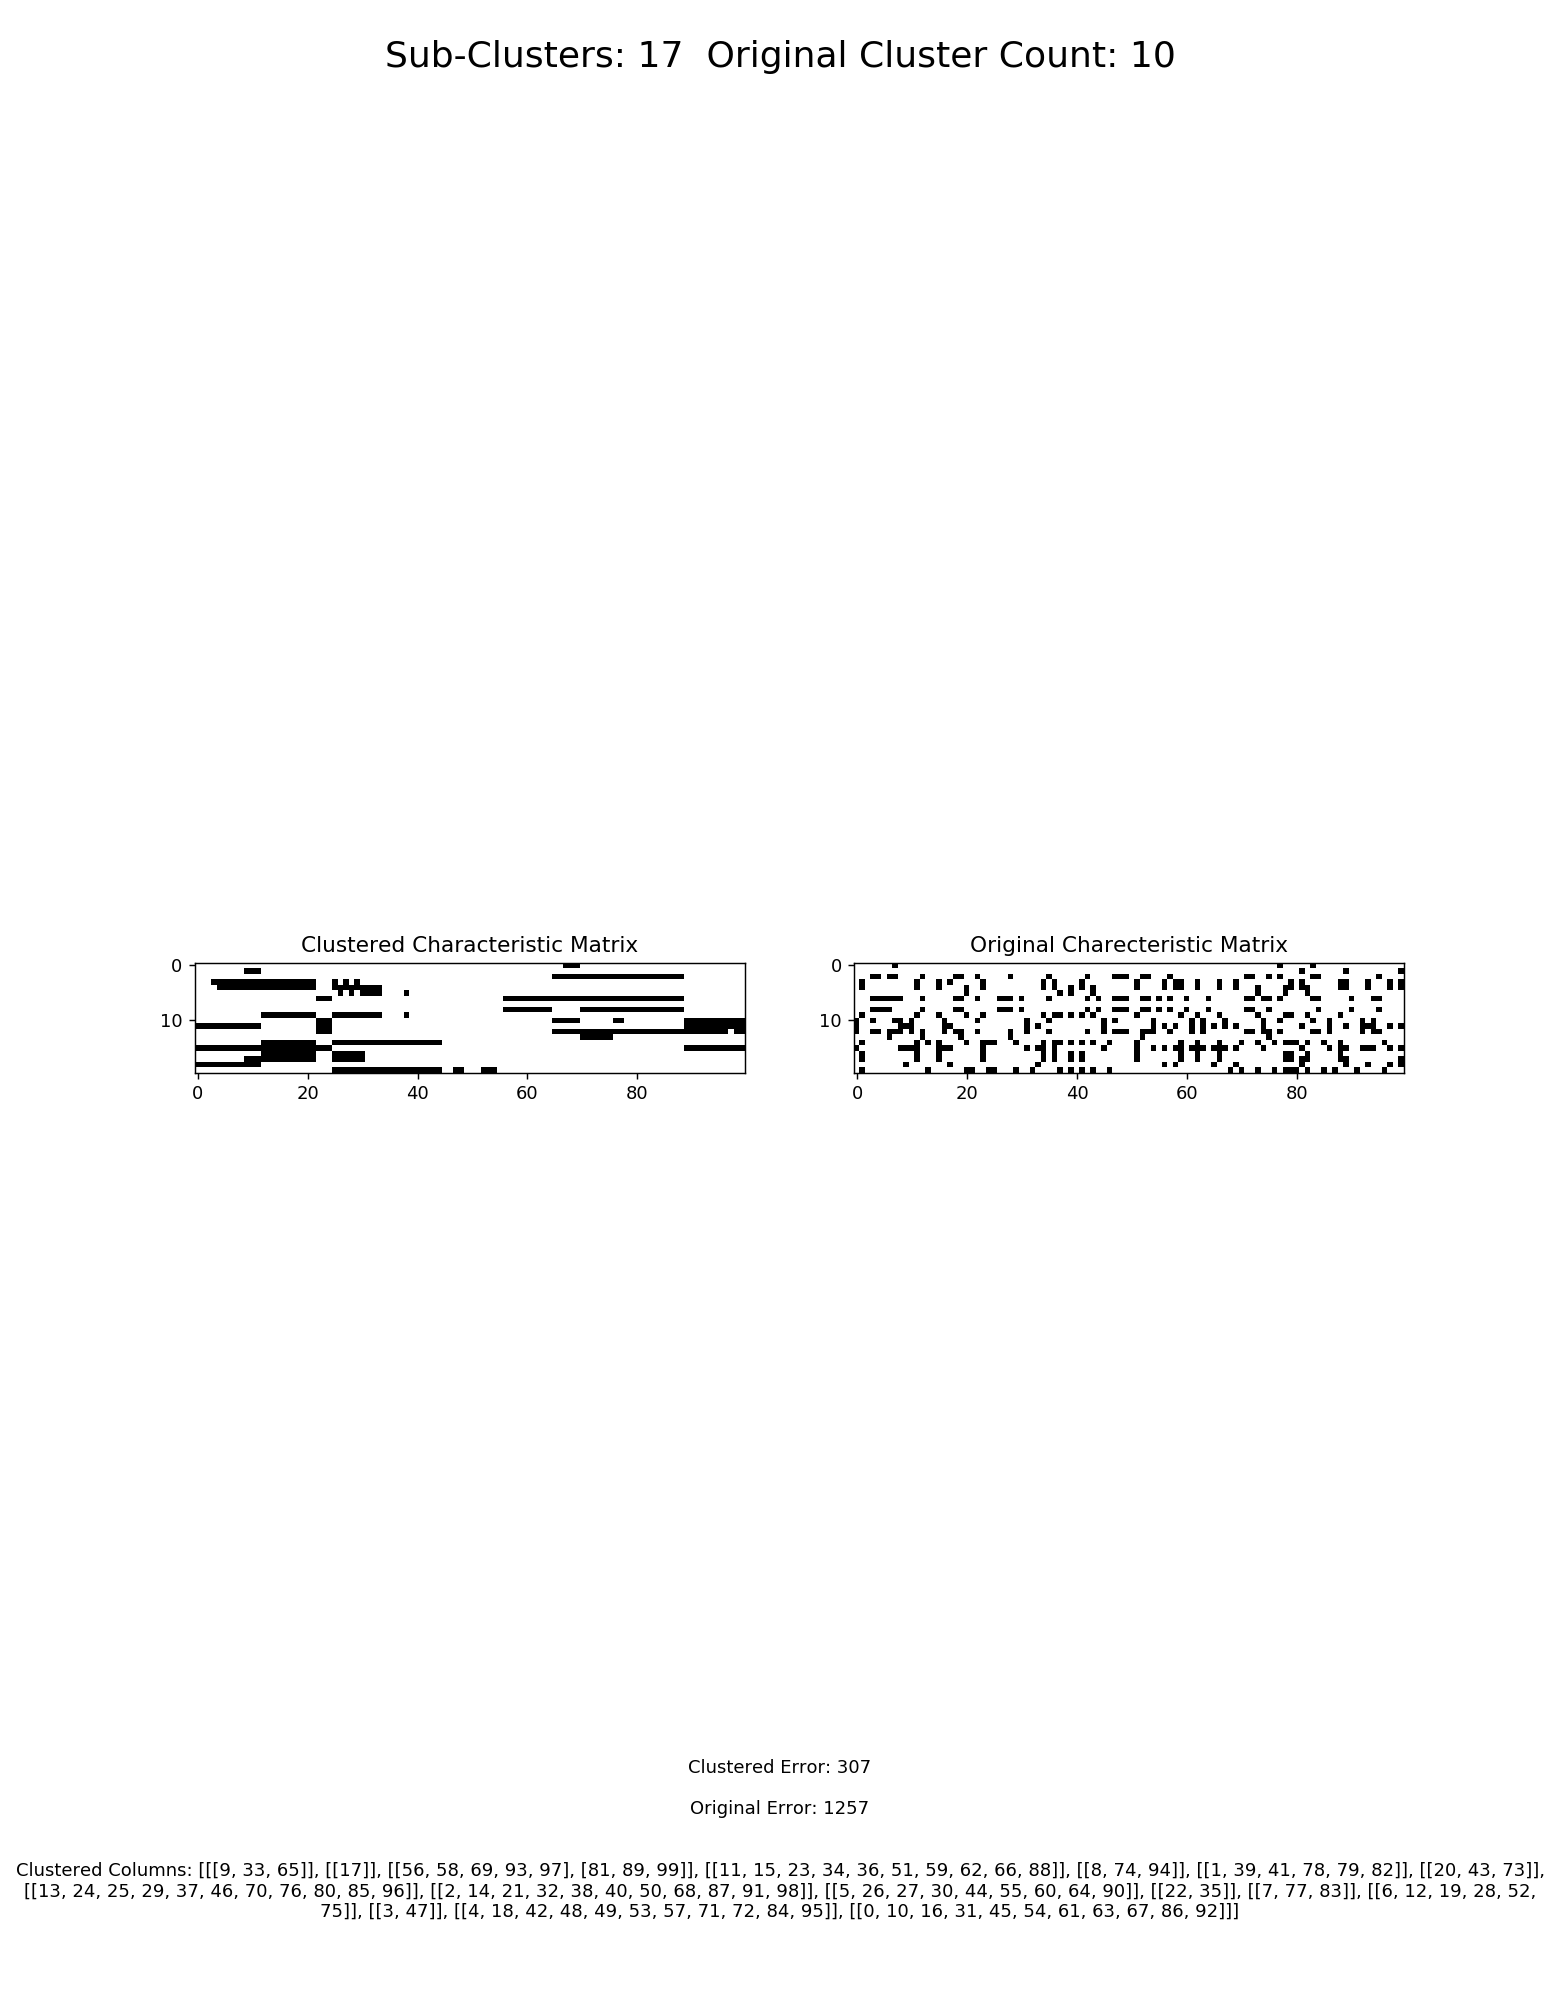 Sub-Clusters: 17  Original Cluster Count: 10
Clustered Characteristic Matrix
0
10
0 20 40 60 80
Original Charecteristic Matrix
0
10
0 20 40 60 80
Clustered Error: 307
Original Error: 1257
Clustered Columns: [[[9, 33, 65]], [[17]], [[56, 58, 69, 93, 97], [81, 89, 99]], [[11, 15, 23, 34, 36, 51, 59, 62, 66, 88]], [[8, 74, 94]], [[1, 39, 41, 78, 79, 82]], [[20, 43, 73]],
[[13, 24, 25, 29, 37, 46, 70, 76, 80, 85, 96]], [[2, 14, 21, 32, 38, 40, 50, 68, 87, 91, 98]], [[5, 26, 27, 30, 44, 55, 60, 64, 90]], [[22, 35]], [[7, 77, 83]], [[6, 12, 19, 28, 52,
75]], [[3, 47]], [[4, 18, 42, 48, 49, 53, 57, 71, 72, 84, 95]], [[0, 10, 16, 31, 45, 54, 61, 63, 67, 86, 92]]]